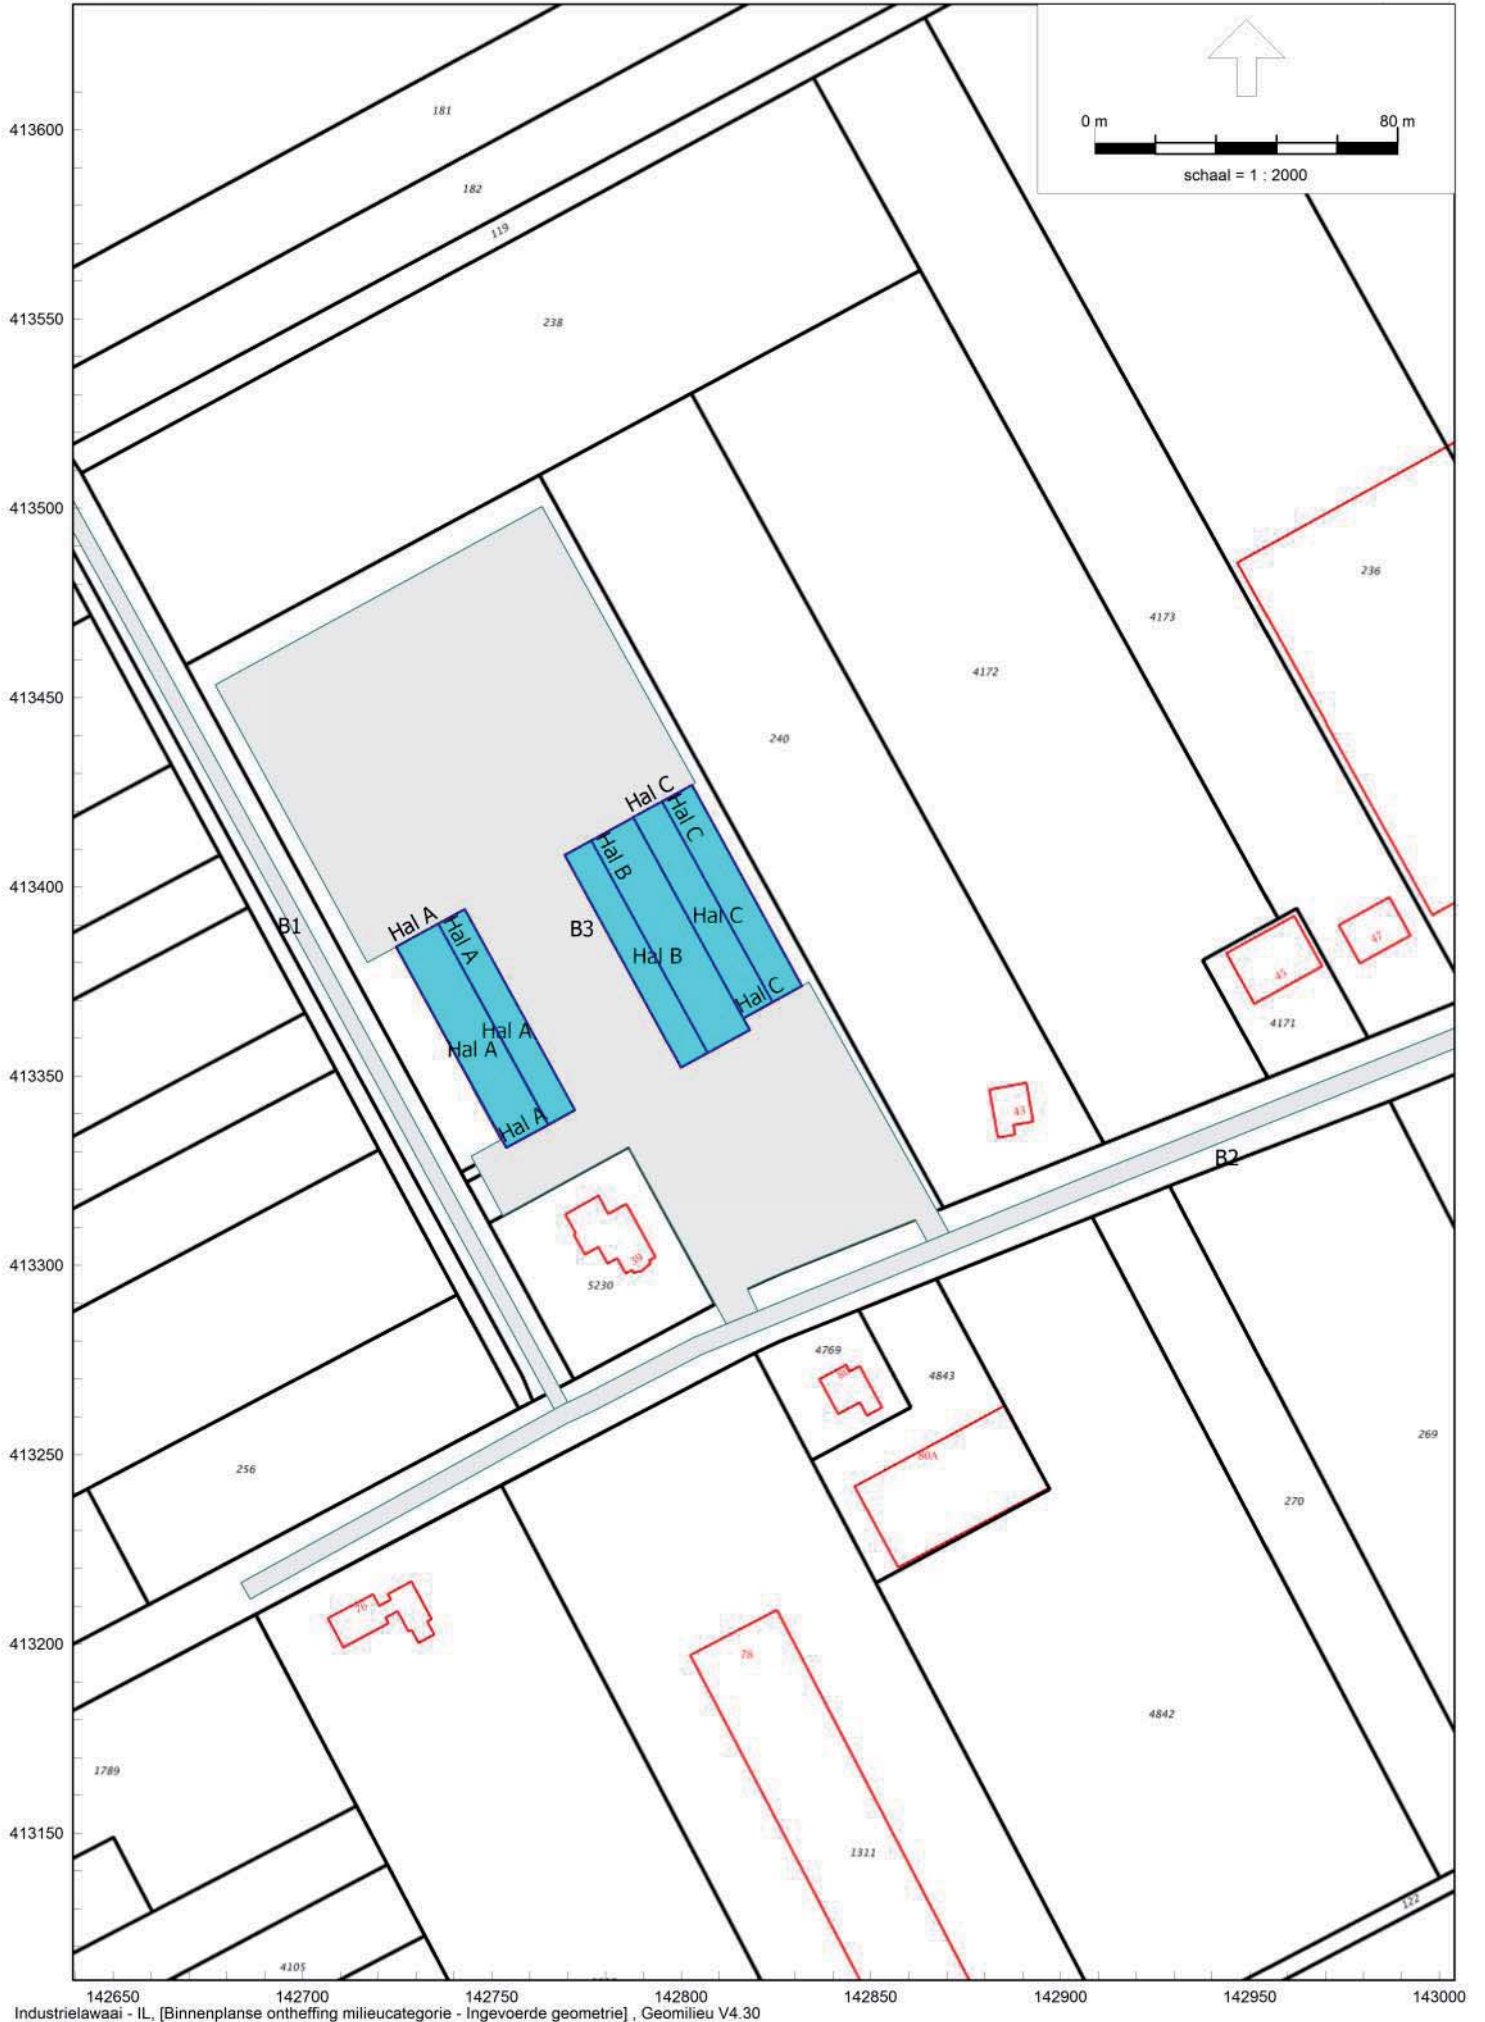 0 m 80 m
schaal = 1 : 2000
413600
413550
413500
413450
413400
413350
413300
413250
413200
413150
181
182
119
238
236
4173
4172
240
Hal C
Hal C
Hal B
B3
Hal C
Hal B
Hal C
B1
Hal A
Hal A
Hal A
Hal A
Hal A
45
47
4171
43
B2
39
5230
4769
4843
80A
256
269
270
76
78
4842
1789
1311
122
4105
142650 142700 142750 142800 142850 142900 142950 143000
Industrielawaai - IL, [Binnenplanse ontheffing milieucategorie - Ingevoerde geometrie] , Geomilieu V4.30